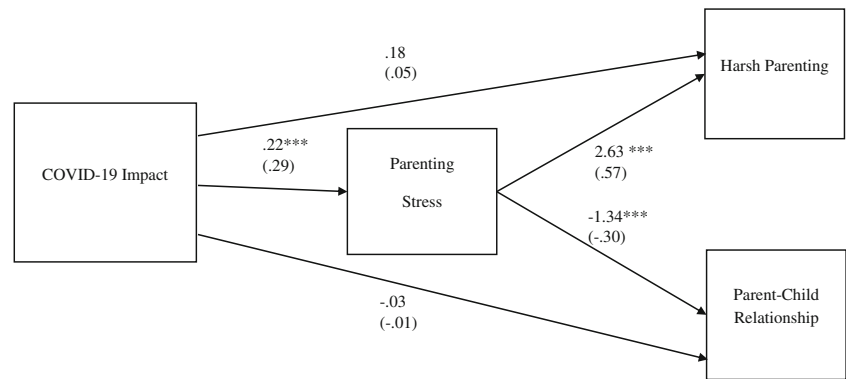 .18
(.05)
Harsh Parenting
.22***
(.29)
COVID-19 Impact
Parenting
Stress
2.63 ***
(.57)
-1.34***
(-.30)
-.03
(-.01)
Parent-Child
Relationship